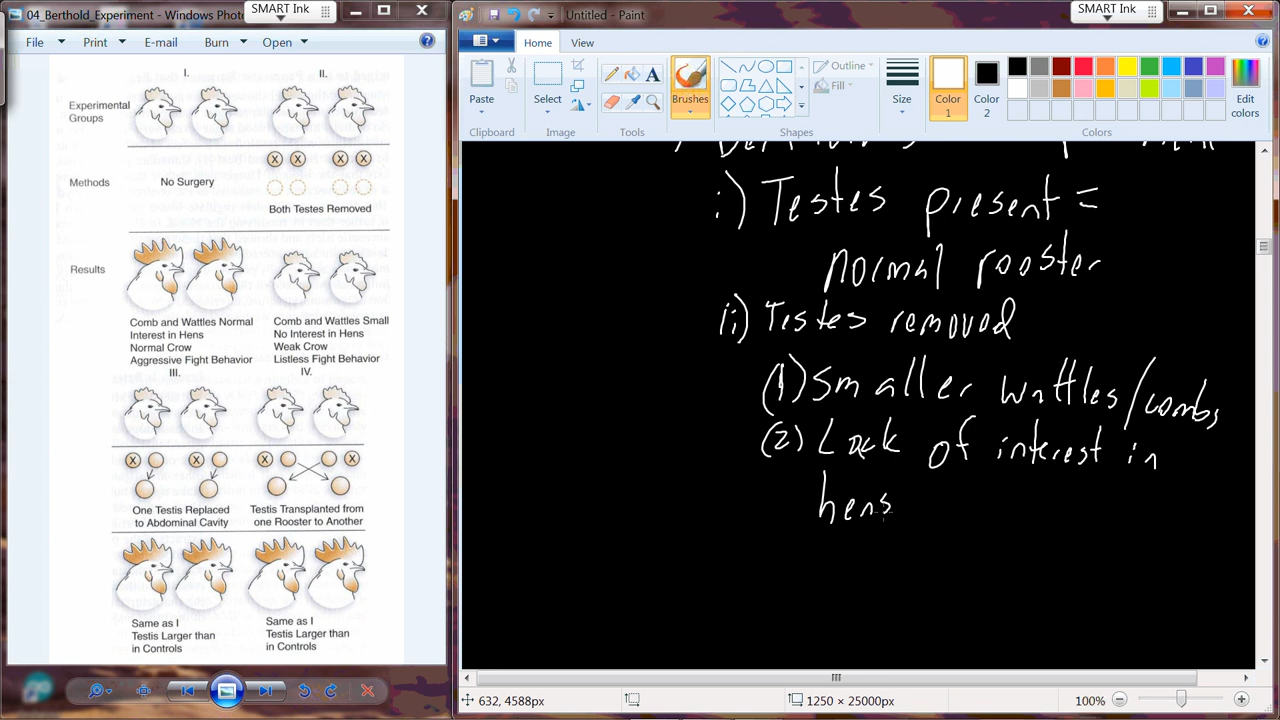 04_Berthold_Experiment - Windows Phot
SMART Ink
File Print E-mail Burn Open
I. II.
Experimental
Groups
X X X X
Methods
No Surgery
Both Testes Removed
Results
Comb and Wattles Normal
Interest in Hens
Normal Crow
Aggressive Fight Behavior
Comb and Wattles Small
No Interest in Hens
Weak Crow
Listless Fight Behavior
III. IV.
X X X X
One Testis Replaced
to Abdominal Cavity
Testis Transplanted from
one Rooster to Another
Same as I
Testis Larger than
in Controls
Same as I
Testis Larger than
in Controls
Untitled - Paint
SMART Ink
Home View
Paste
Select
Brushes
Outline
Fill
Size
Color
1
Color
2
Edit
colors
Clipboard Image Tools Shapes Colors
i.) Testes present =
normal rooster
ii) Testes removed
(1) Smaller wattles/combs
(2) Lack of interest in
hens
632, 4588px
1250 × 25000px
100%